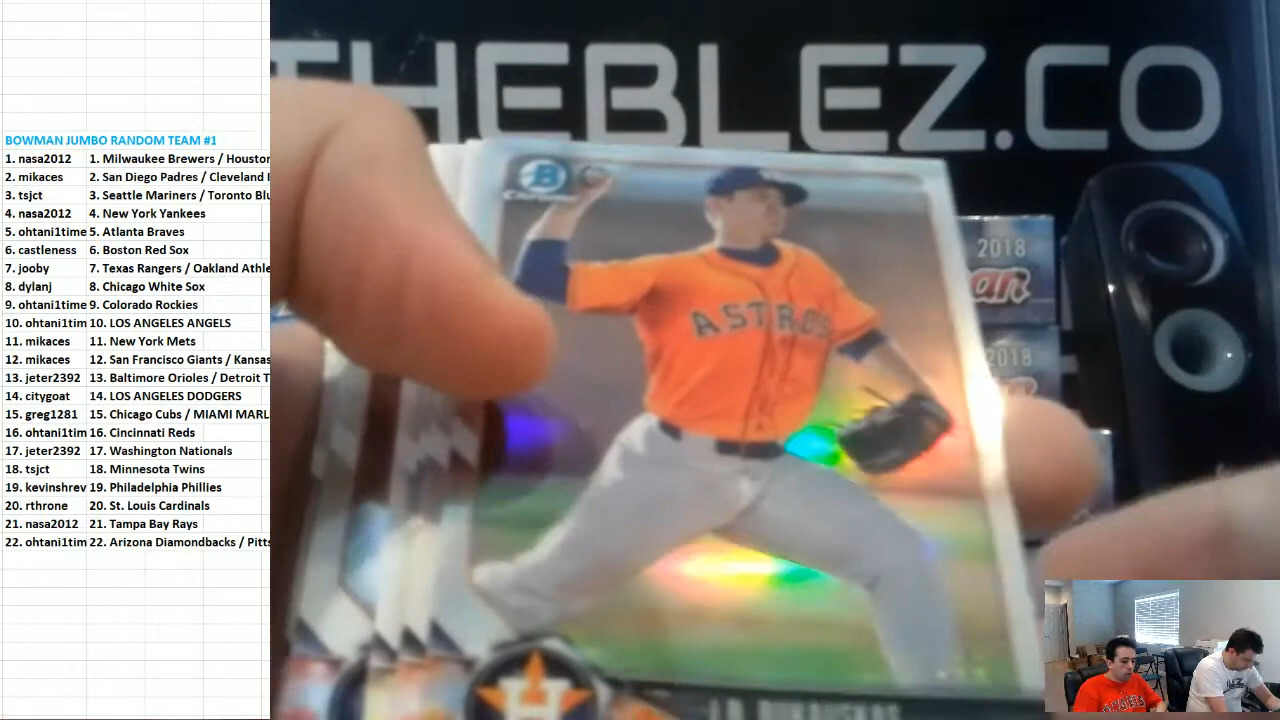 BOWMAN JUMBO RANDOM TEAM #1
1. nasa2012 1. Milwaukee Brewers / Houston
2. mikaces 2. San Diego Padres / Cleveland I
3. tsjct 3. Seattle Mariners / Toronto Blu
4. nasa2012 4. New York Yankees
5. ohtani1time 5. Atlanta Braves
6. castleness 6. Boston Red Sox
7. jooby 7. Texas Rangers / Oakland Athle
8. dylanj 8. Chicago White Sox
9. ohtani1time 9. Colorado Rockies
10. ohtani1tim 10. LOS ANGELES ANGELS
11. mikaces 11. New York Mets
12. mikaces 12. San Francisco Giants / Kansas
13. jeter2392 13. Baltimore Orioles / Detroit T
14. citygoat 14. LOS ANGELES DODGERS
15. greg1281 15. Chicago Cubs / MIAMI MARL
16. ohtani1tim 16. Cincinnati Reds
17. jeter2392 17. Washington Nationals
18. tsjct 18. Minnesota Twins
19. kevinshrev 19. Philadelphia Phillies
20. rthrone 20. St. Louis Cardinals
21. nasa2012 21. Tampa Bay Rays
22. ohtani1tim 22. Arizona Diamondbacks / Pitts
THEBLEZ.CO
B
ASTROS
2018
2018
H
J.B. BUKAUSKAS